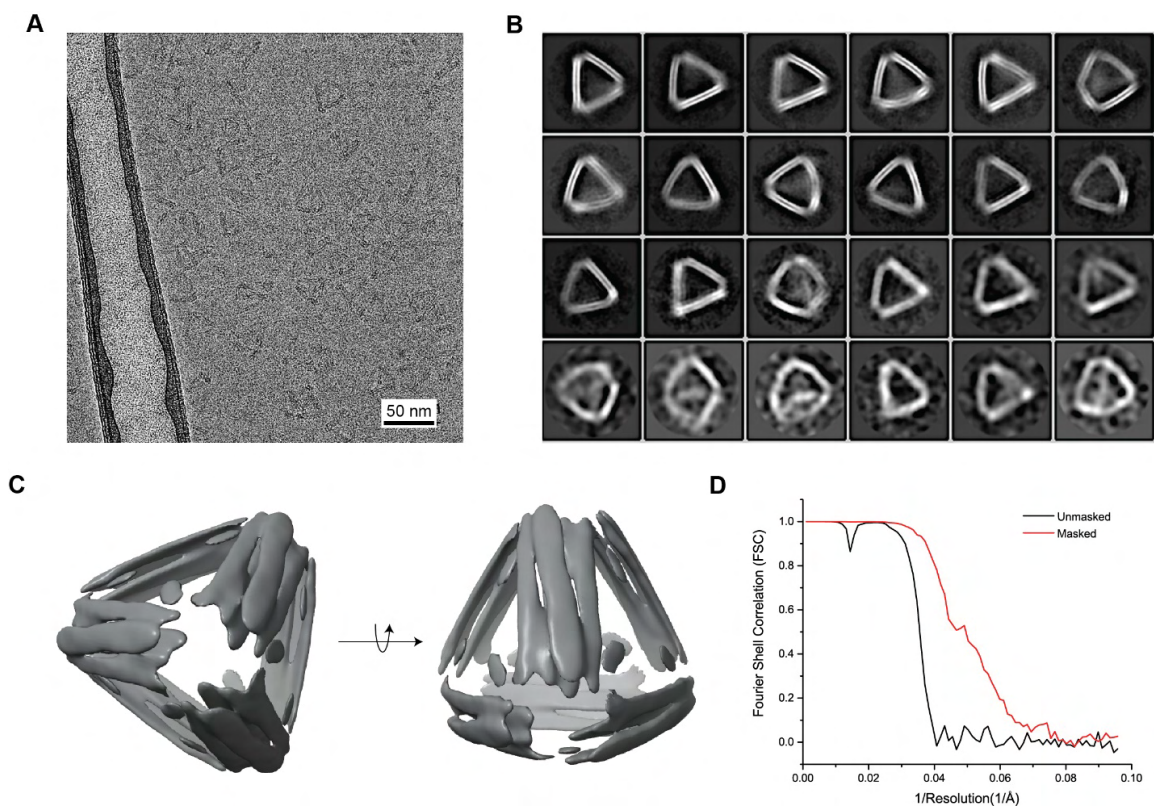 A
B
50 nm
C
D
Unmasked
Masked
Fourier Shell Correlation (FSC)
1.0
0.8
0.6
0.4
0.2
0.0
0.00 0.02 0.04 0.06 0.08 0.10
1/Resolution(1/Å)